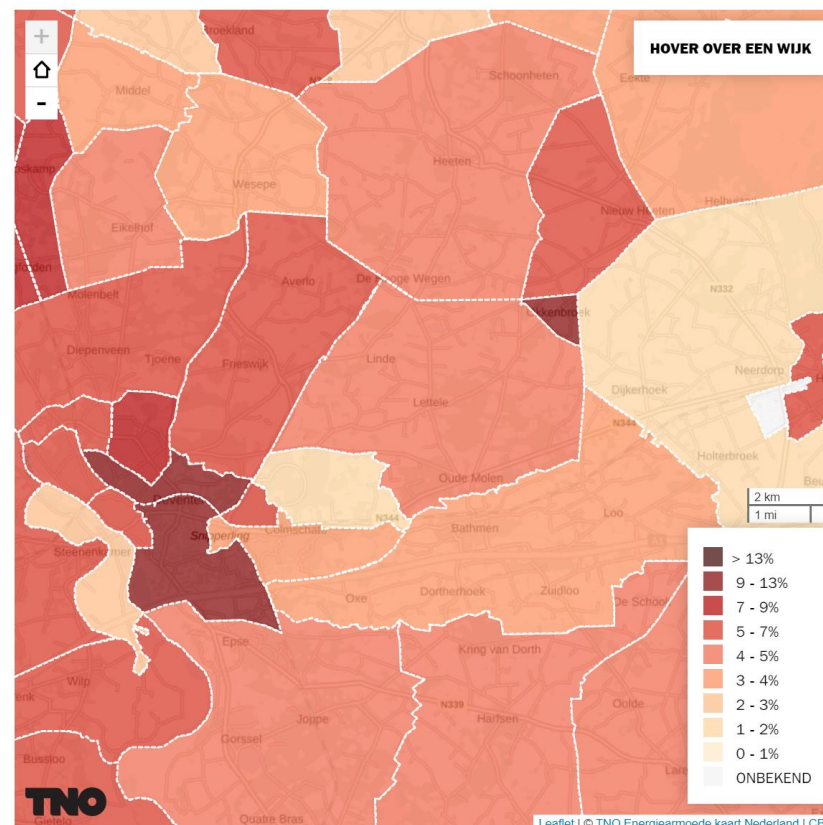 +
-
HOVER OVER EEN WIJK
Broekland
Schoonheten
Eekte
Middel
Heeten
Wesepe
Nieuw Heeten
Eikelhof
De Hooge Wegen
Averlo
N332
Molenbelt
Okkenbroek
Diepenveen
Tjoene
Frieswijk
Linde
Neerdorp
Dijkerhoek
Lettele
N344
Holterbroek
Oude Molen
2 km
1 mi
N344
Loo
Snipperling
Colmschate
Bathmen
Steenenkamer
Dortherhoek
Zuidloo
Oxe
De Schoo
Epse
Kring van Dorth
Wilp
N339
Oolde
Joppe
Harfsen
Gorssel
Bussloo
Quatre Bras
> 13%
9 - 13%
7 - 9%
5 - 7%
4 - 5%
3 - 4%
2 - 3%
1 - 2%
0 - 1%
ONBEKEND
TNO
Leaflet | © TNO Energiearmoede kaart Nederland | CB